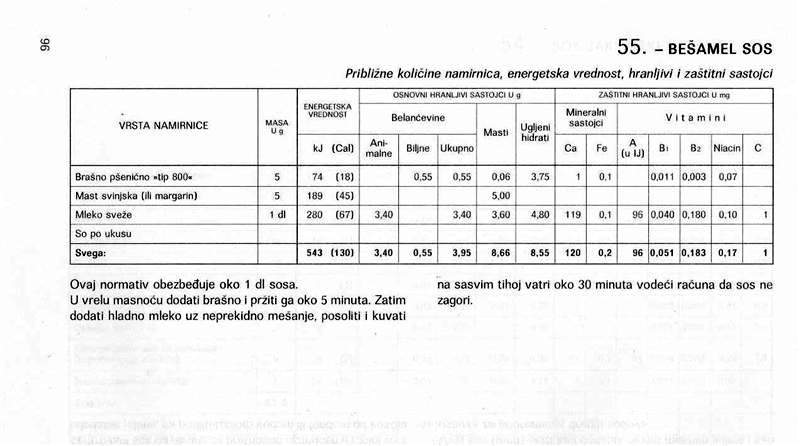 96
55. – BEŠAMEL SOS
Približne količine namirnica, energetska vrednost, hranljivi i zaštitni sastojci
VRSTA NAMIRNICE MASA U g ENERGETSKA VREDNOST OSNOVNI HRANLJIVI SASTOJCI U g ZAŠTITNI HRANLJIVI SASTOJCI U mg
Belančevine Masti Ugljeni hidrati Mineralni sastojci Vitamini
kJ (Cal) Ani-malne Biljne Ukupno Ca Fe A (u IJ) B1 B2 Niacin C
Brašno pšenično »tip 800« 5 74 (18) 0,55 0,55 0,06 3,75 1 0.1 0,011 0,003 0,07
Mast svinjska (ili margarin) 5 189 (45) 5,00
Mleko sveže 1 dl 280 (67) 3,40 3,40 3,60 4,80 119 0,1 96 0,040 0,180 0,10 1
So po ukusu
Svega: 543 (130) 3,40 0,55 3,95 8,66 8,55 120 0,2 96 0,051 0,183 0,17 1
Ovaj normativ obezbeđuje oko 1 dl sosa.
U vrelu masnoću dodati brašno i pržiti ga oko 5 minuta. Zatim
dodati hladno mleko uz neprekidno mešanje, posoliti i kuvati
na sasvim tihoj vatri oko 30 minuta vodeći računa da sos ne
zagori.